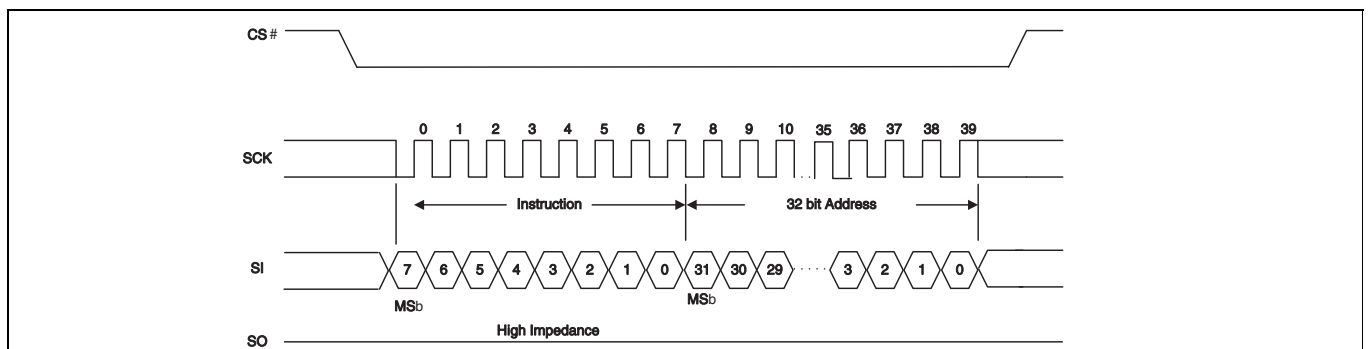 CS#
0 1 2 3 4 5 6 7 8 9 10 35 36 37 38 39
SCK
Instruction 32 bit Address
SI 7 6 5 4 3 2 1 0 31 30 29 3 2 1 0
MSb MSb
High Impedance
SO